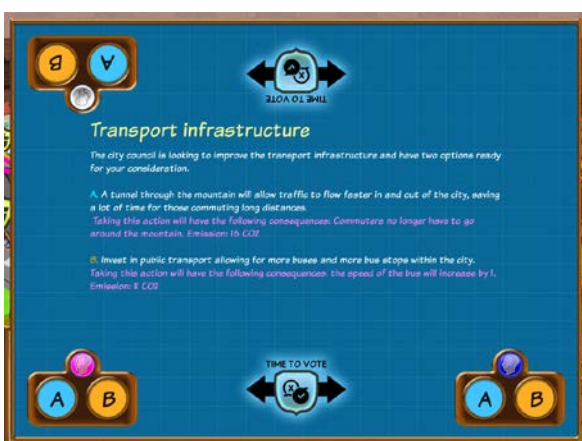 B A
TIME TO VOTE
Transport infrastructure
The city council is looking to improve the transport infrastructure and have two options ready
for your consideration.
A. A tunnel through the mountain will allow traffic to flow faster in and out of the city, saving
a lot of time for those commuting long distances.
Taking this action will have the following consequences: Commuters no longer have to go
around the mountain. Emission: 16 CO2
B. Invest in public transport allowing for more buses and more bus stops within the city.
Taking this action will have the following consequences: the speed of the bus will increase by 1.
Emission: 8 CO2
TIME TO VOTE
A B
A B